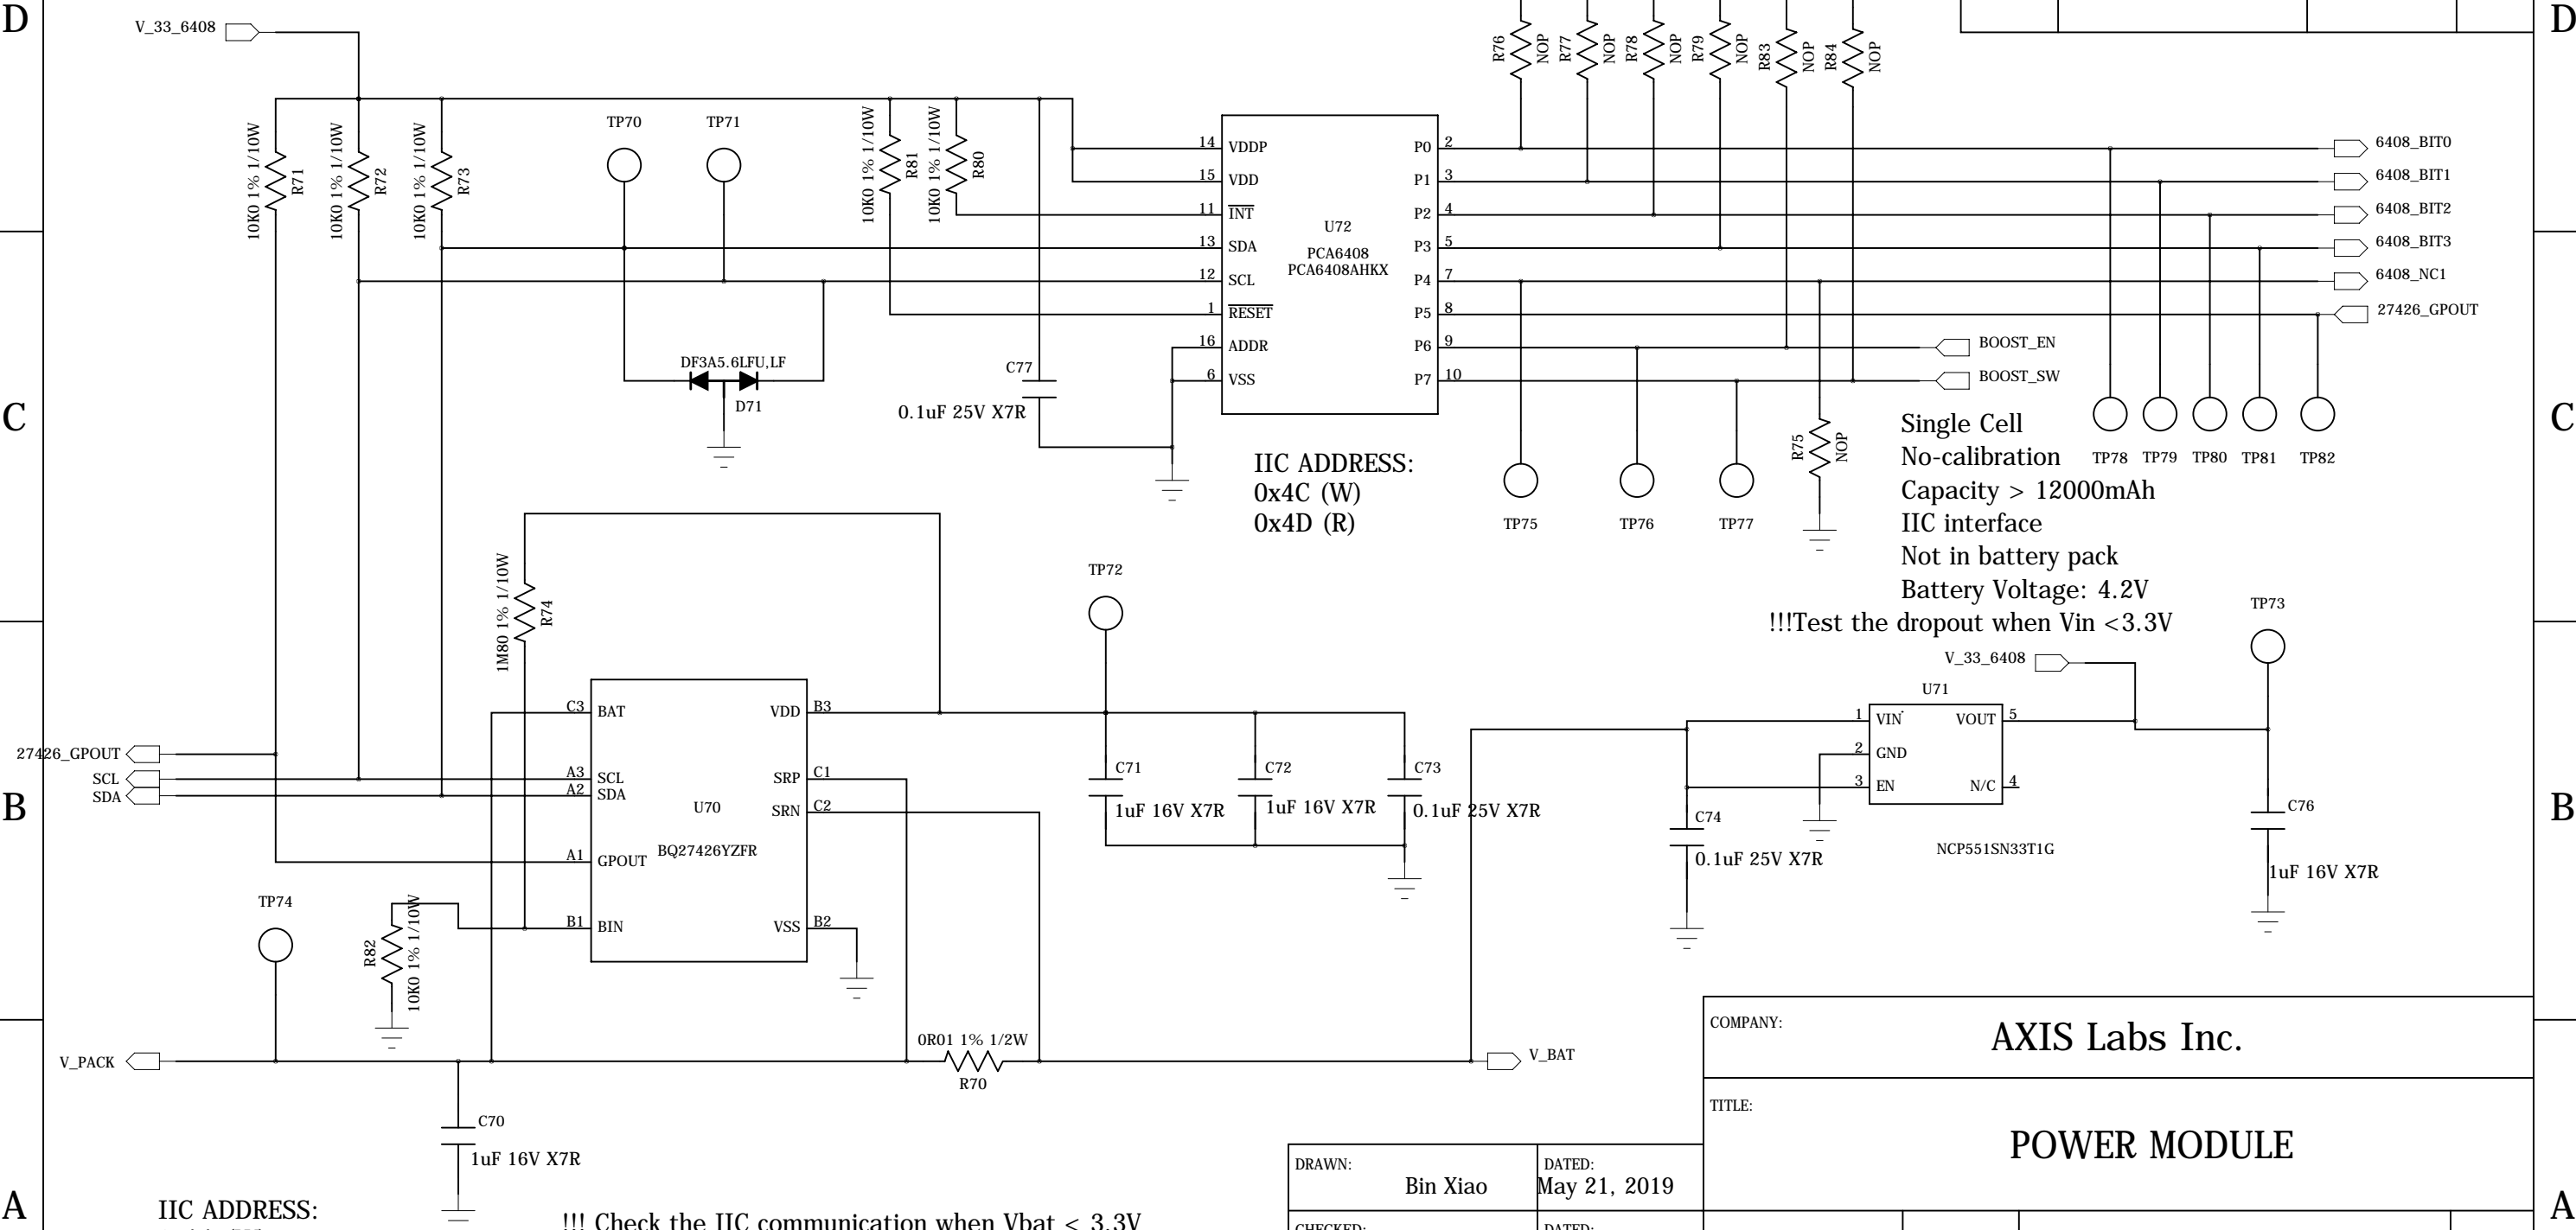 D
D
V_33_6408
R76
NOP
R77
NOP
R78
NOP
R79
NOP
R83
NOP
R84
NOP
10K0 1% 1/10W
R71
10K0 1% 1/10W
R72
10K0 1% 1/10W
R73
TP70
TP71
10K0 1% 1/10W
R81
10K0 1% 1/10W
R80
14 VDDP
15 VDD
11 INT
13 SDA
12 SCL
1 RESET
16 ADDR
6 VSS
U72
PCA6408
PCA6408AHKX
P0 2
P1 3
P2 4
P3 5
P4 7
P5 8
P6 9
P7 10
6408_BIT0
6408_BIT1
6408_BIT2
6408_BIT3
6408_NC1
27426_GPOUT
BOOST_EN
BOOST_SW
DF3A5.6LFU,LF
D71
C77
0.1uF 25V X7R
C
C
IIC ADDRESS:
0x4C (W)
0x4D (R)
TP75
TP76
TP77
R75
NOP
TP78
TP79
TP80
TP81
TP82
Single Cell
No-calibration
Capacity > 12000mAh
IIC interface
Not in battery pack
Battery Voltage: 4.2V
!!!Test the dropout when Vin <3.3V
1M80 1% 1/10W
R74
TP72
TP73
V_33_6408
U71
1 VIN
2 GND
3 EN
VOUT 5
N/C 4
NCP551SN33T1G
C3 BAT
A3 SCL
A2 SDA
A1 GPOUT
B1 BIN
U70
BQ27426YZFR
VDD B3
SRP C1
SRN C2
VSS B2
27426_GPOUT
SCL
SDA
B
B
C71
1uF 16V X7R
C72
1uF 16V X7R
C73
0.1uF 25V X7R
C74
0.1uF 25V X7R
C76
1uF 16V X7R
TP74
R82
10K0 1% 1/10W
V_PACK
0R01 1% 1/2W
R70
V_BAT
C70
1uF 16V X7R
COMPANY:
AXIS Labs Inc.
TITLE:
POWER MODULE
DRAWN:
Bin Xiao
DATED:
May 21, 2019
CHECKED:
DATED:
A
A
IIC ADDRESS:
!!! Check the IIC communication when Vbat < 3.3V